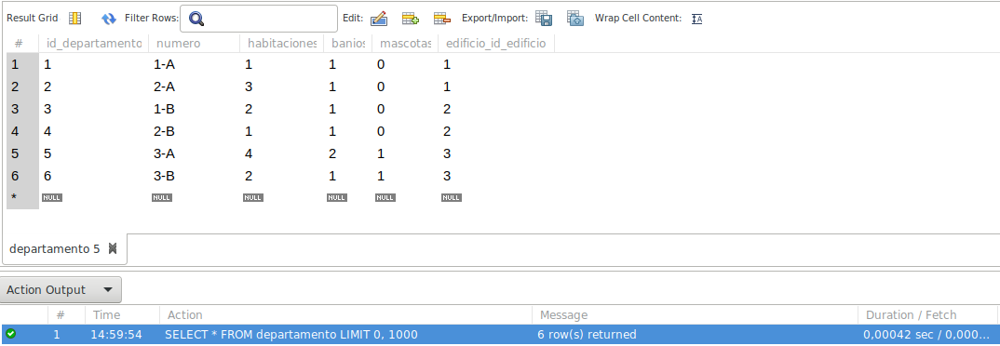 Result Grid Filter Rows: Edit: Export/Import: Wrap Cell Content: A
# id_departamento numero habitaciones banios mascotas edificio_id_edificio
1 1 1-A 1 1 0 1
2 2 2-A 3 1 0 1
3 3 1-B 2 1 0 2
4 4 2-B 1 1 0 2
5 5 3-A 4 2 1 3
6 6 3-B 2 1 1 3
* NULL NULL NULL NULL NULL NULL
departamento 5
Action Output
# Time Action Message Duration / Fetch
1 14:59:54 SELECT * FROM departamento LIMIT 0, 1000 6 row(s) returned 0,00042 sec / 0,000...